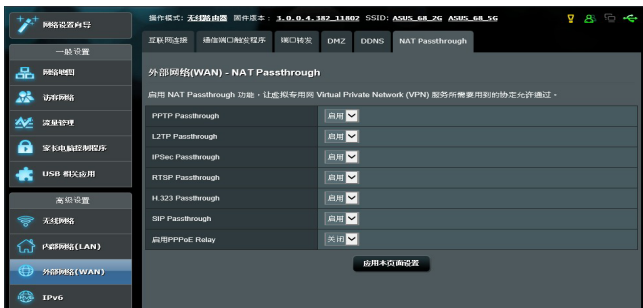 网络设置向导
操作模式: 无线路由器 固件版本: 3.0.0.4.382_11802 SSID: ASUS_68_2G ASUS_68_5G
互联网连接 通信端口触发程序 端口转发 DMZ DDNS NAT Passthrough
一般设置
网络地图
访客网络
流量管理
家长电脑控制程序
USB 相关应用
高级设置
无线网络
内部网络(LAN)
外部网络(WAN)
IPv6
外部网络(WAN) - NAT Passthrough
启用 NAT Passthrough 功能，让虚拟专用网 Virtual Private Network (VPN) 服务所需要用到的协定允许通过。
PPTP Passthrough 启用
L2TP Passthrough 启用
IPSec Passthrough 启用
RTSP Passthrough 启用
H.323 Passthrough 启用
SIP Passthrough 启用
启用PPPoE Relay 关闭
应用本页面设置